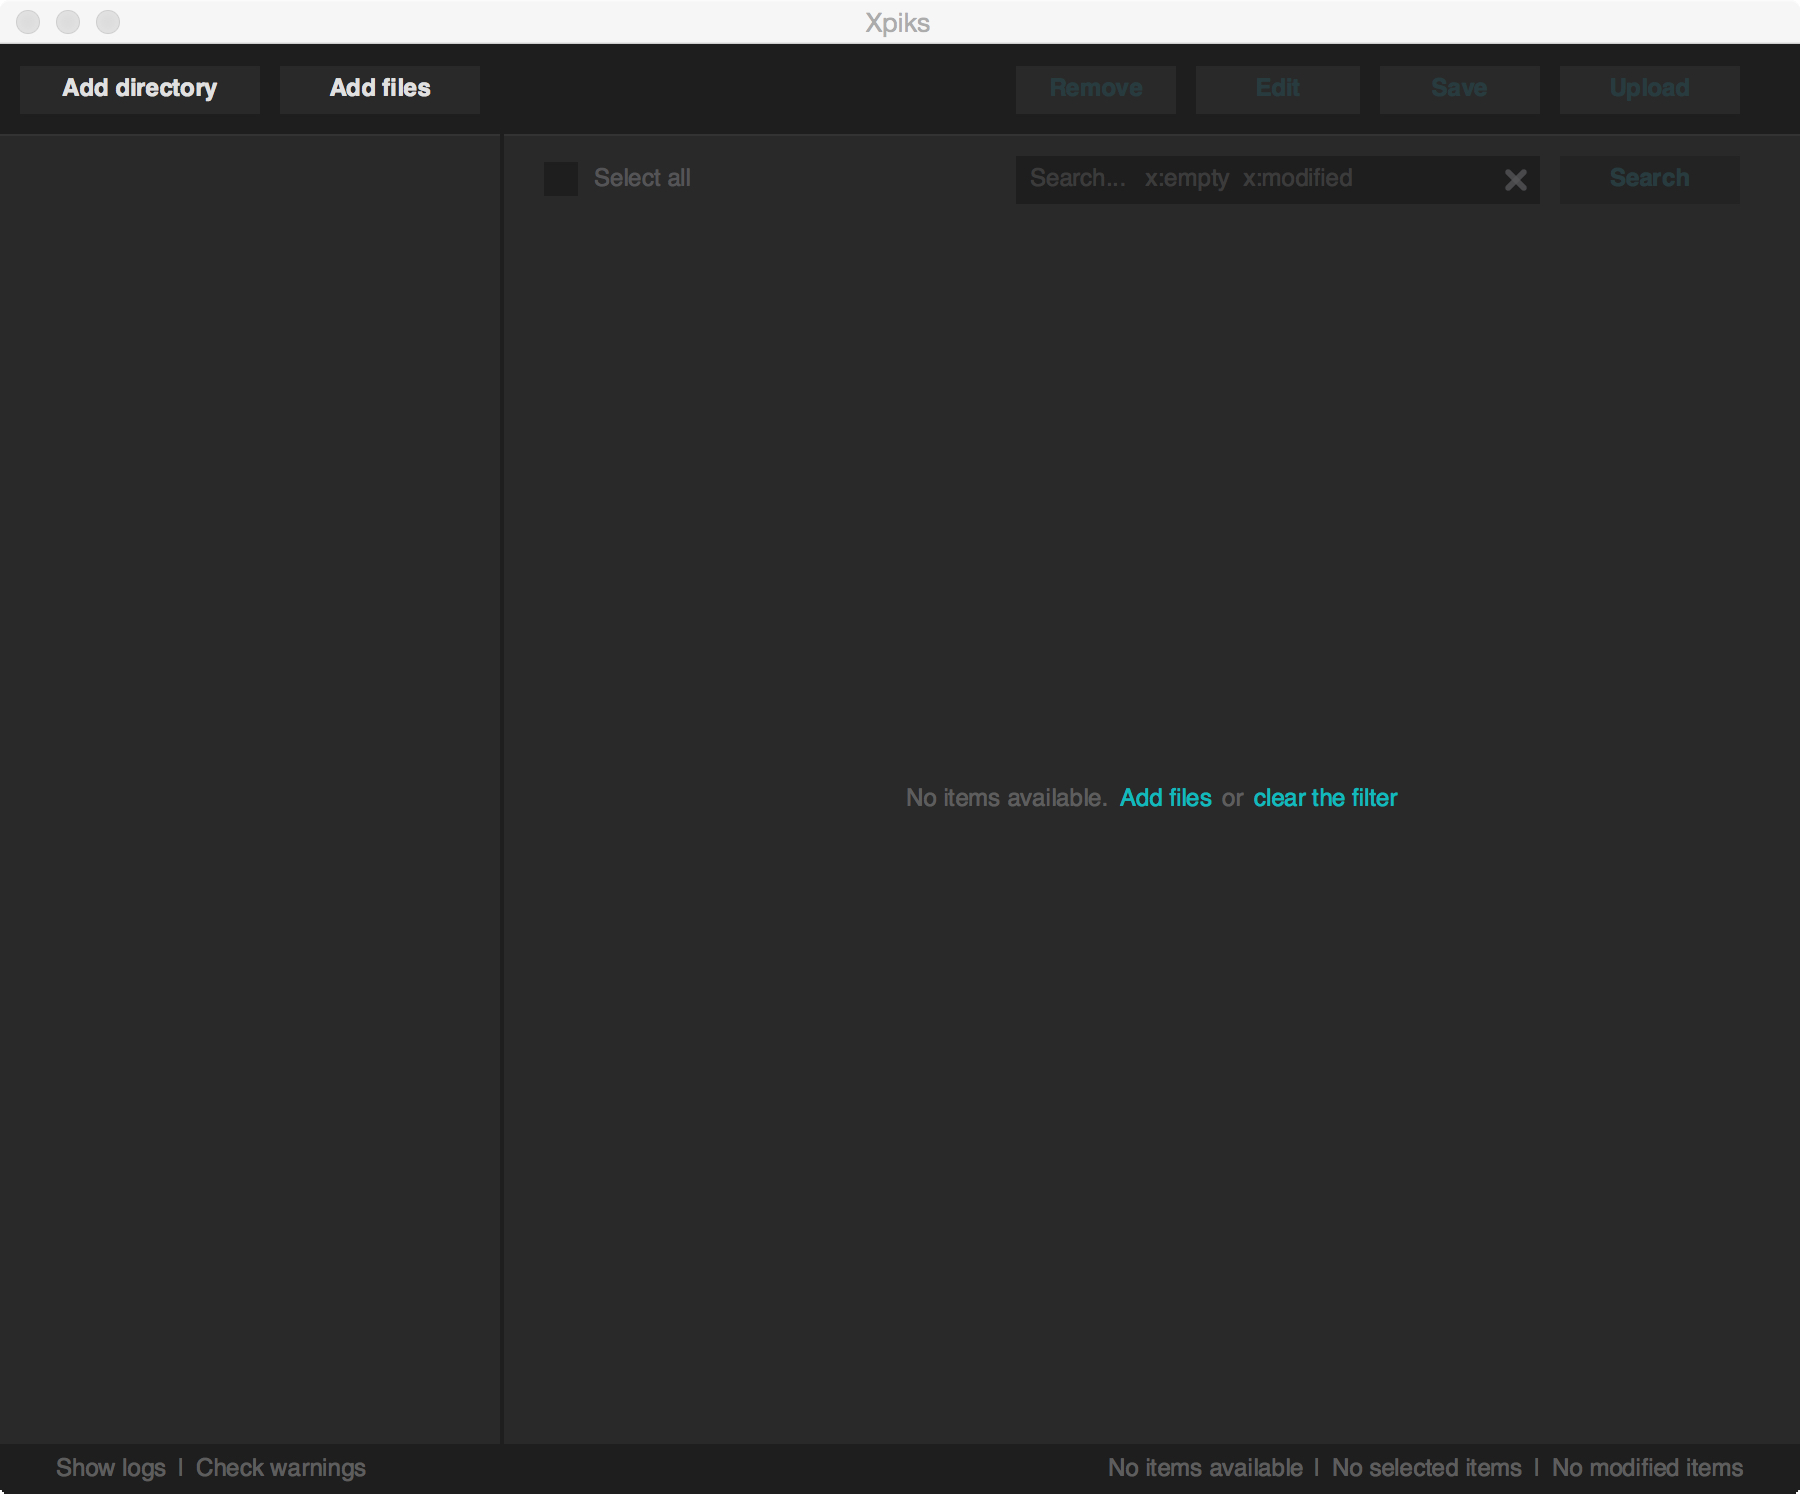 Xpiks
Add directory Add files Remove Edit Save Upload
Select all Search... x:empty x:modified Search
No items available. Add files or clear the filter
Show logs | Check warnings No items available | No selected items | No modified items